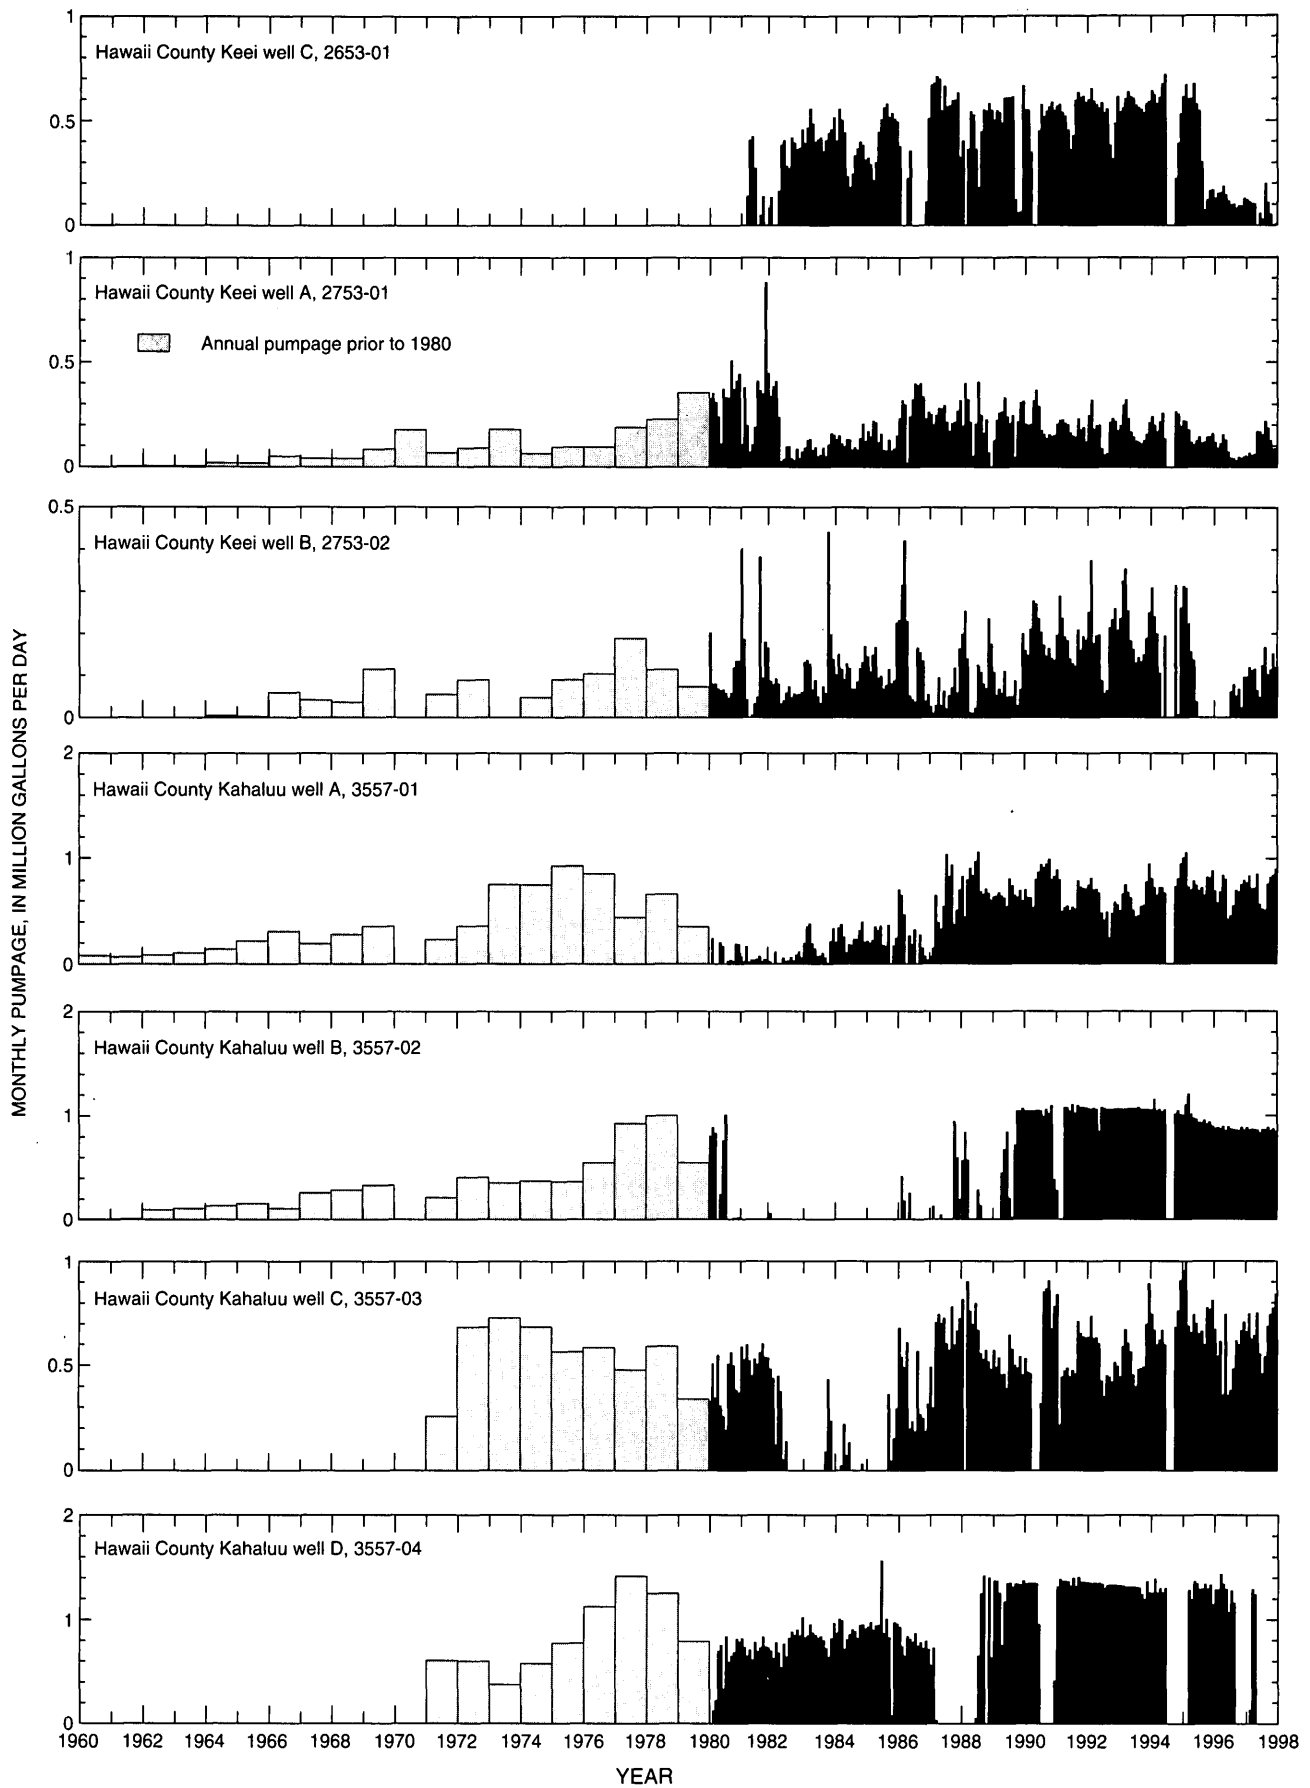 1
Hawaii County Keei well C, 2653-01
0.5
0
1
Hawaii County Keei well A, 2753-01
Annual pumpage prior to 1980
0.5
0
0.5
Hawaii County Keei well B, 2753-02
0
2
Hawaii County Kahaluu well A, 3557-01
1
0
2
Hawaii County Kahaluu well B, 3557-02
1
0
1
Hawaii County Kahaluu well C, 3557-03
0.5
0
2
Hawaii County Kahaluu well D, 3557-04
1
0
MONTHLY PUMPAGE, IN MILLION GALLONS PER DAY
1960 1962 1964 1966 1968 1970 1972 1974 1976 1978 1980 1982 1984 1986 1988 1990 1992 1994 1996 1998
YEAR